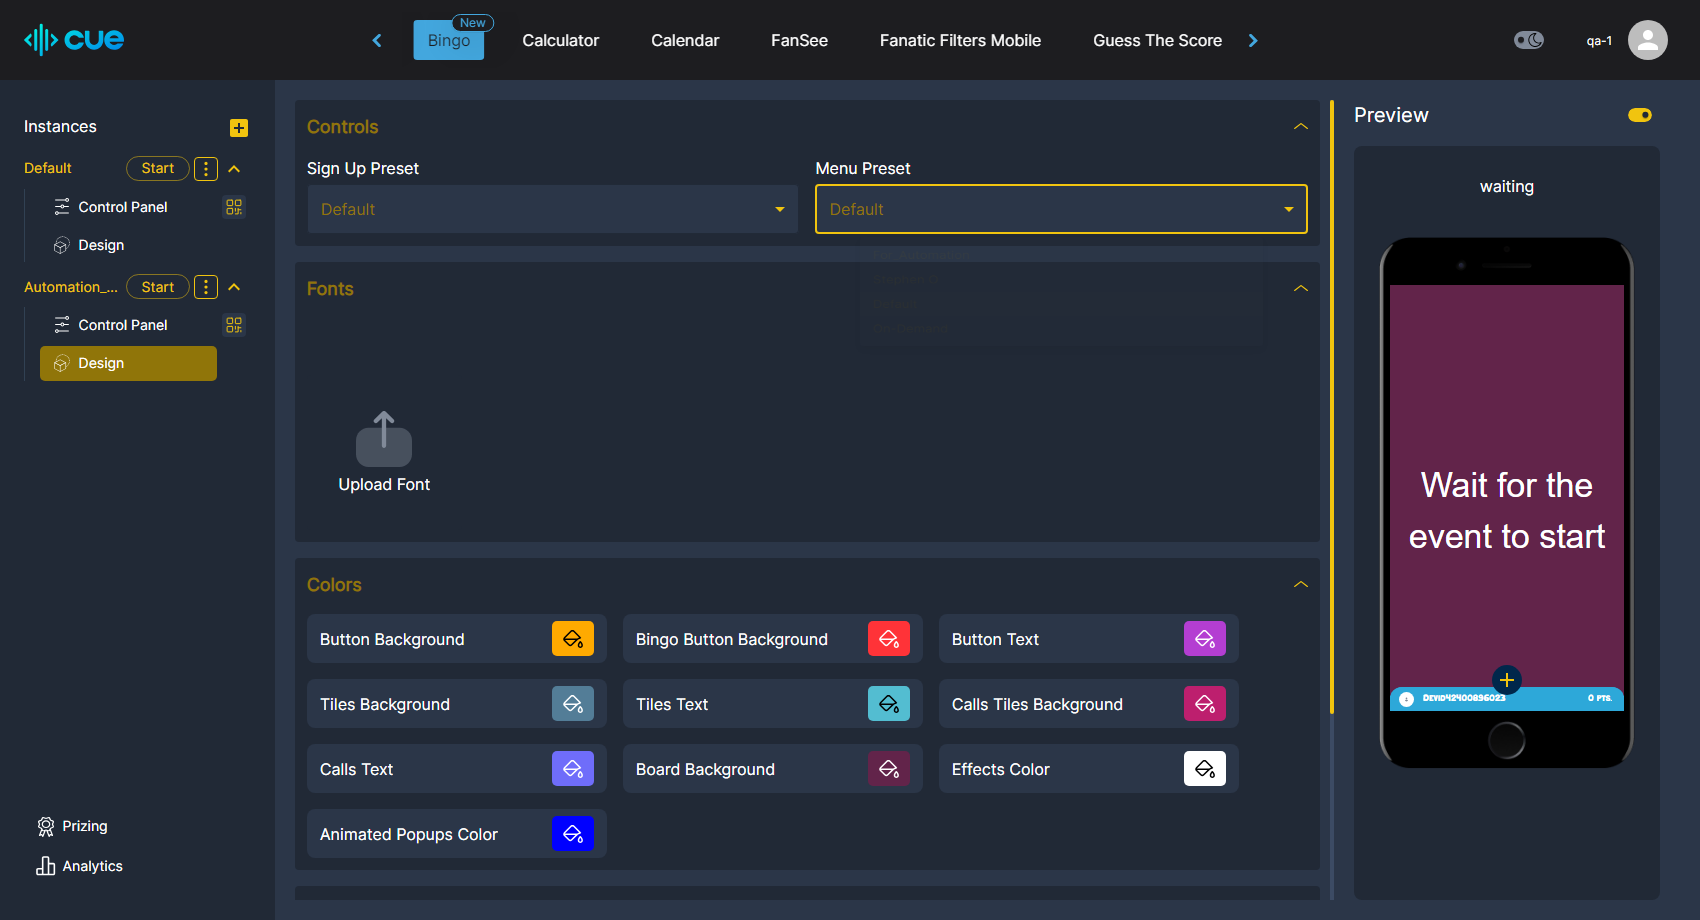 cue
Bingo
New
Calculator
Calendar
FanSee
Fanatic Filters Mobile
Guess The Score
qa-1
Instances
Default
Start
Control Panel
Design
Automation_...
Start
Control Panel
Design
Prizing
Analytics
Controls
Sign Up Preset
Default
Menu Preset
Default
Fonts
Upload Font
Colors
Button Background
Bingo Button Background
Button Text
Tiles Background
Tiles Text
Calls Tiles Background
Calls Text
Board Background
Effects Color
Animated Popups Color
Preview
waiting
Wait for the
event to start
DEVID42400896023
0 PTS.